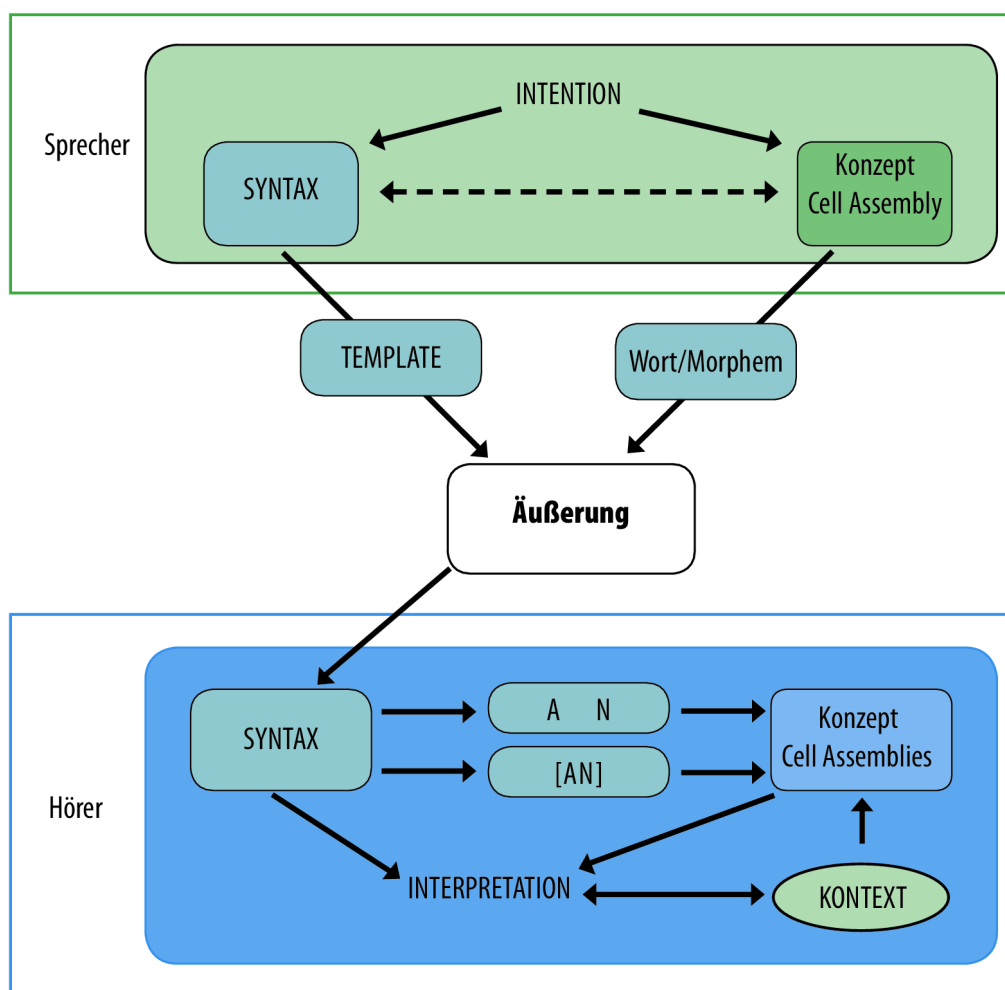 INTENTION
Sprecher
SYNTAX
Konzept
Cell Assembly
TEMPLATE
Wort/Morphem
Äußerung
SYNTAX
A N
[AN]
Konzept
Cell Assemblies
Hörer
INTERPRETATION
KONTEXT